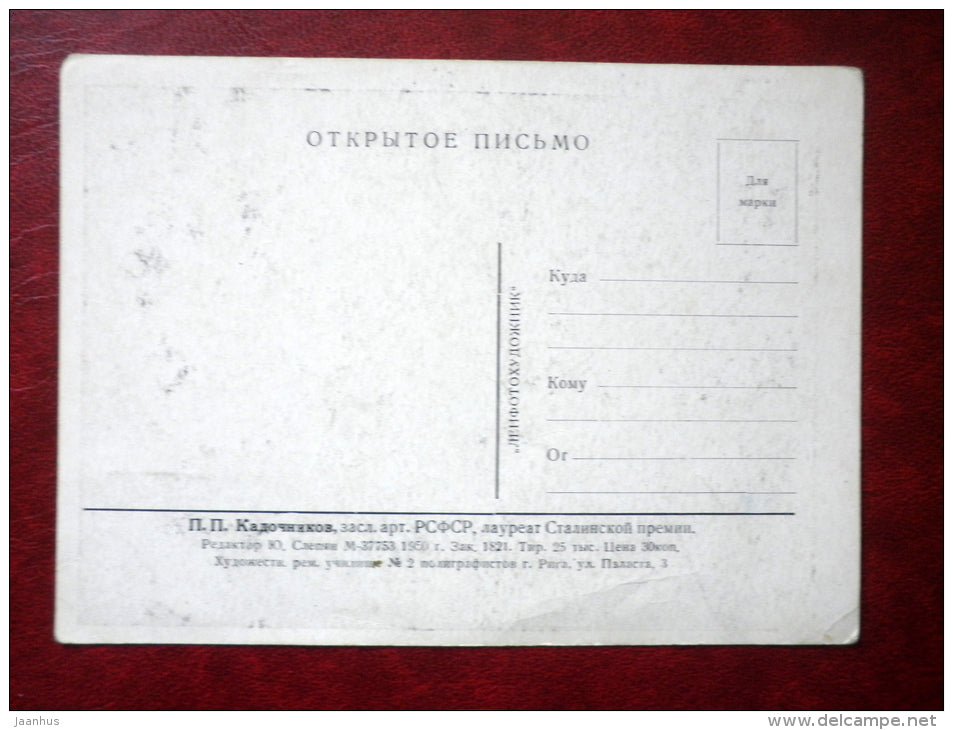 ОТКРЫТОЕ ПИСЬМО
Для
марки
Куда
„ЛЕНФОТОХУДОЖНИК“
Кому
От
П. П. Кадочников, засл. арт. РСФСР, лауреат Сталинской премии.
Редактор Ю. Слепян М-37753 1950 г. Зак. 1821. Тир. 25 тыс. Цена 30коп.
Художеств. рем. училище № 2 полиграфистов г. Рига, ул. Паласта, 3
jaanhus
www.delcampe.net